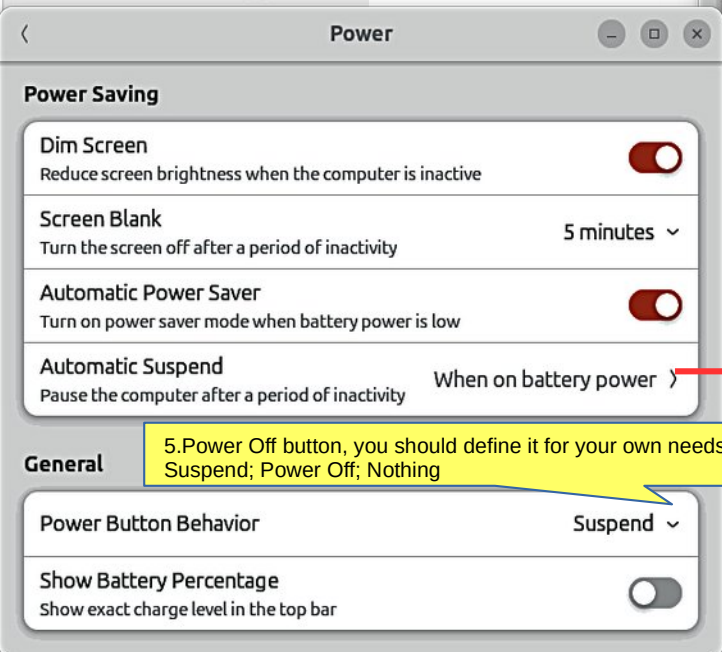 Power
Power Saving
Dim Screen
Reduce screen brightness when the computer is inactive
Screen Blank
Turn the screen off after a period of inactivity
5 minutes
Automatic Power Saver
Turn on power saver mode when battery power is low
Automatic Suspend
Pause the computer after a period of inactivity
When on battery power
5.Power Off button, you should define it for your own needs
Suspend; Power Off; Nothing
General
Power Button Behavior
Suspend
Show Battery Percentage
Show exact charge level in the top bar